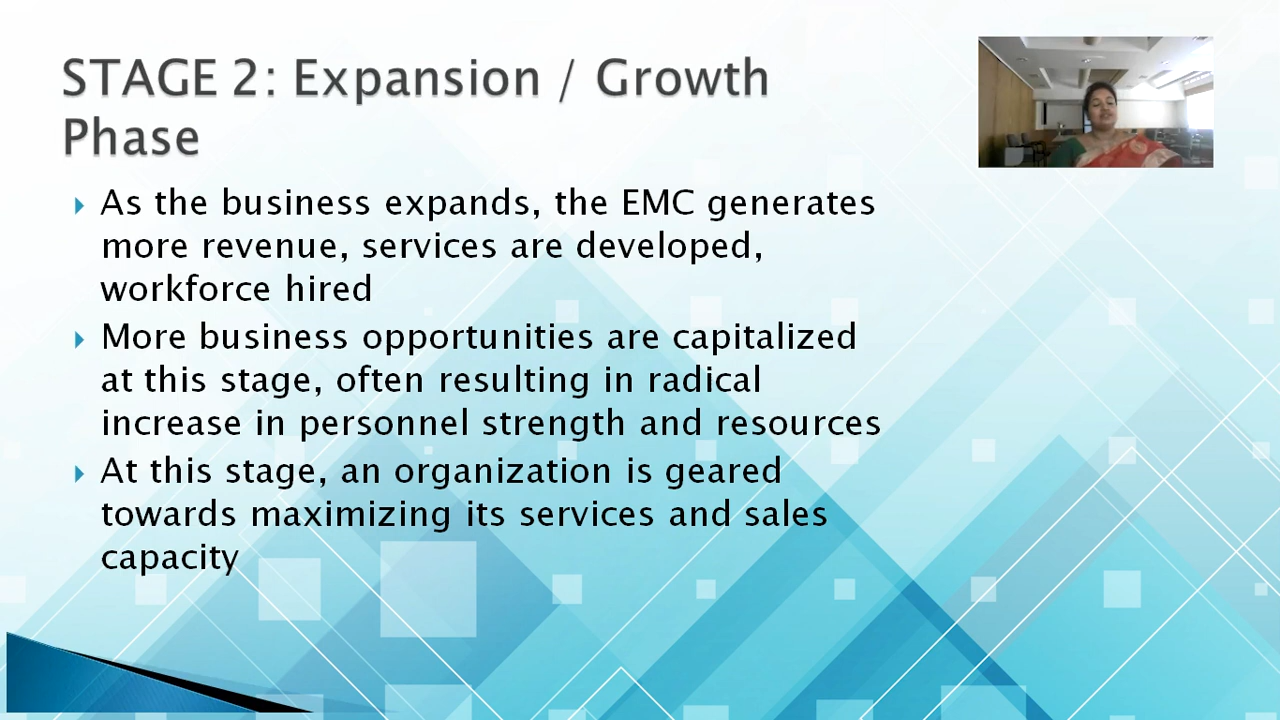 STAGE 2: Expansion / Growth
Phase
As the business expands, the EMC generates
more revenue, services are developed,
workforce hired
More business opportunities are capitalized
at this stage, often resulting in radical
increase in personnel strength and resources
At this stage, an organization is geared
towards maximizing its services and sales
capacity